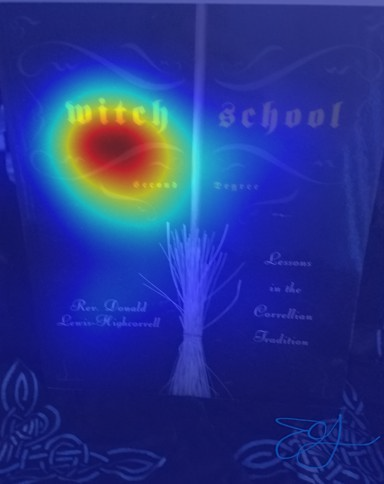 witch school
Second Degree
Lessons
in the
Correllian
Tradition
Rev. Donald
Lewis-Highcorrell